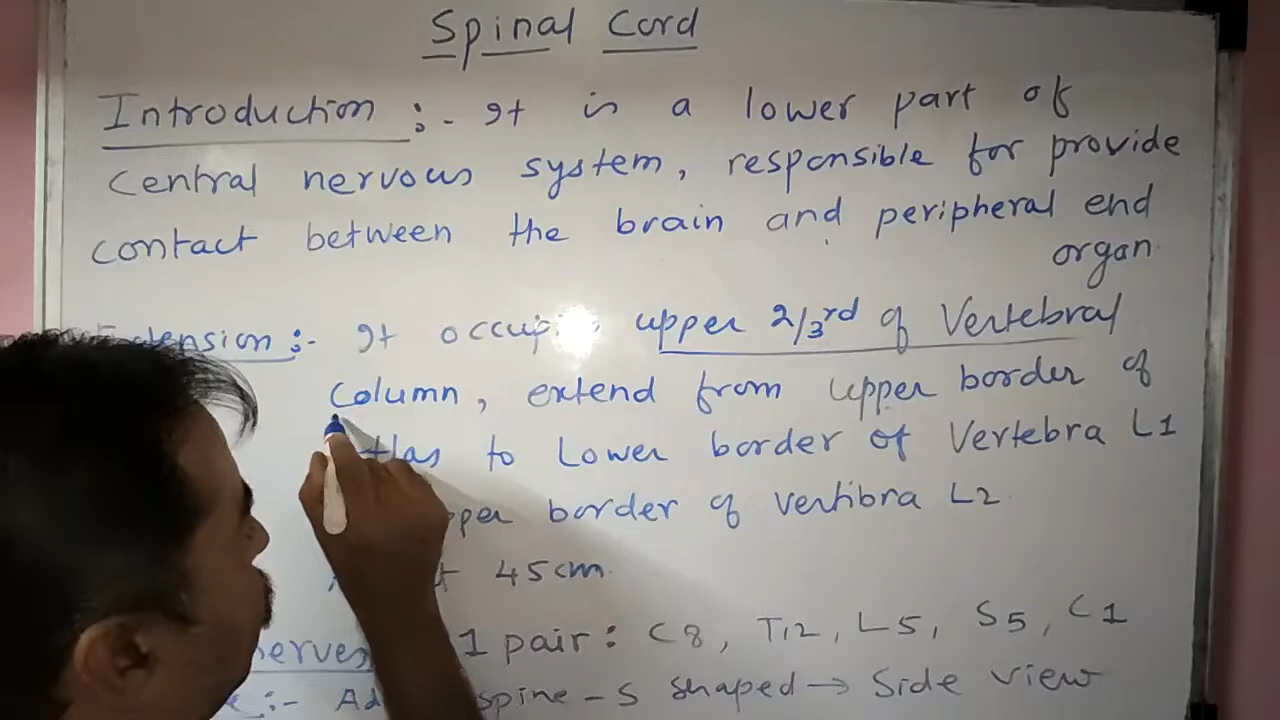 Spinal Cord
Introduction :- It is a lower part of
central nervous system, responsible for provide
contact between the brain and peripheral end
organ
:- It upper 2/3rd of Vertebral
Column, extend from upper border of
to Lower border of Vertebra L1
border of vertibra L2
45cm
1 pair : C8, T12, L5, S5, C1
:- spine - S shaped → Side view